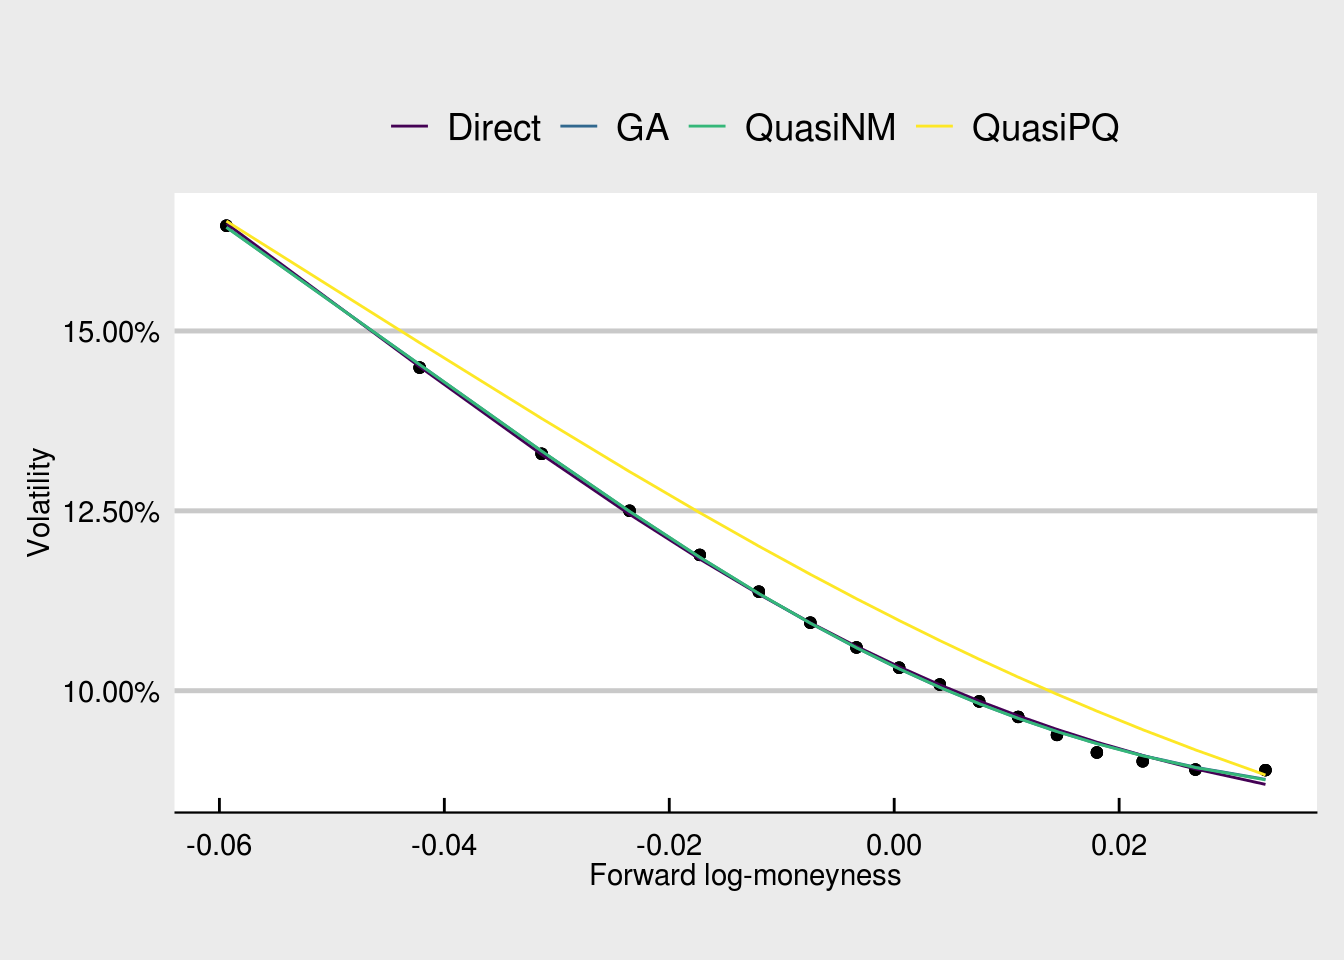 Direct GA QuasiNM QuasiPQ
15.00%
12.50%
10.00%
Volatility
-0.06 -0.04 -0.02 0.00 0.02
Forward log-moneyness